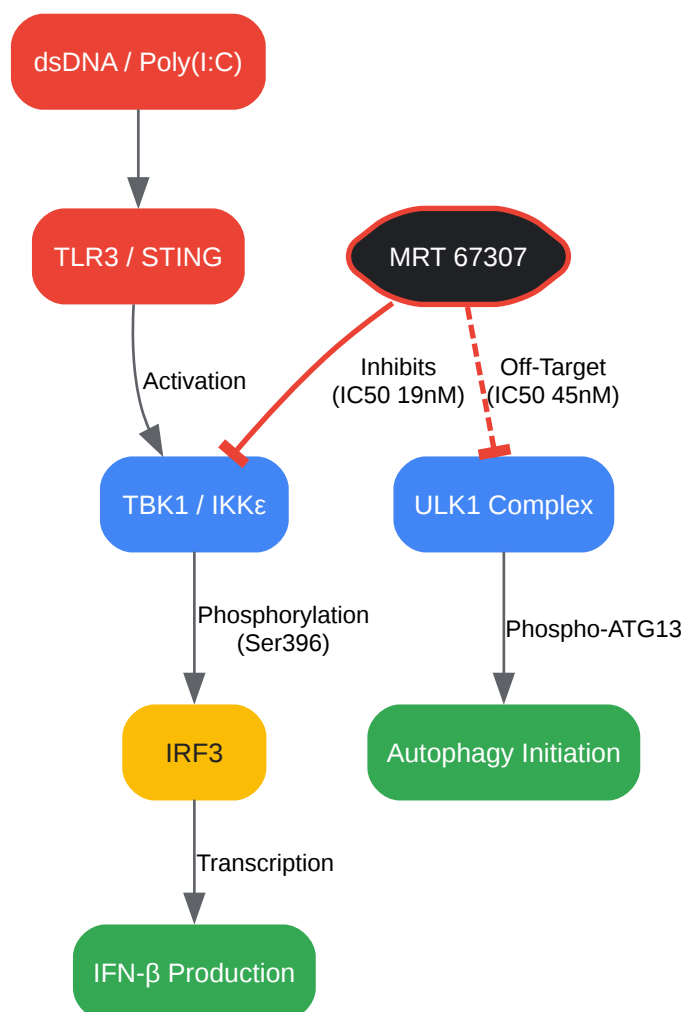 dsDNA / Poly(I:C)
TLR3 / STING
MRT 67307
Activation
Inhibits
(IC50 19nM)
Off-Target
(IC50 45nM)
TBK1 / IKKε
ULK1 Complex
Phosphorylation
(Ser396)
Phospho-ATG13
IRF3
Autophagy Initiation
Transcription
IFN-β Production